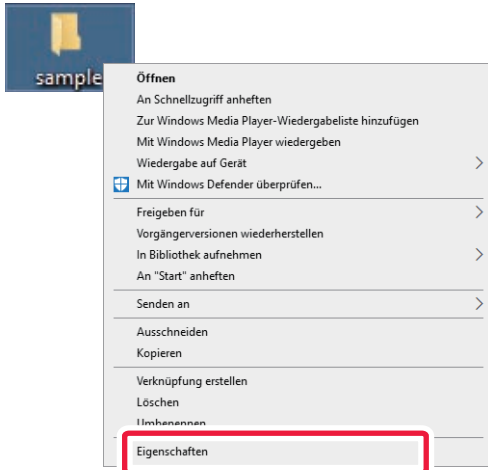 sample
Öffnen
An Schnellzugriff anheften
Zur Windows Media Player-Wiedergabeliste hinzufügen
Mit Windows Media Player wiedergeben
Wiedergabe auf Gerät
Mit Windows Defender überprüfen...
Freigeben für
Vorgängerversionen wiederherstellen
In Bibliothek aufnehmen
An "Start" anheften
Senden an
Ausschneiden
Kopieren
Verknüpfung erstellen
Löschen
Umbenennen
Eigenschaften